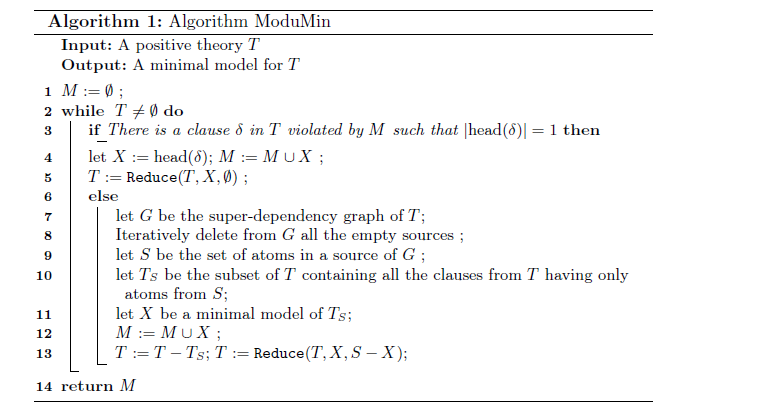 Algorithm 1: Algorithm ModuMin
Input: A positive theory T
Output: A minimal model for T
1 M := ∅ ;
2 while T ≠ ∅ do
3 if There is a clause δ in T violated by M such that |head(δ)| = 1 then
4 let X := head(δ); M := M ∪ X ;
5 T := Reduce(T, X, ∅) ;
6 else
7 let G be the super-dependency graph of T;
8 Iteratively delete from G all the empty sources ;
9 let S be the set of atoms in a source of G ;
10 let T_S be the subset of T containing all the clauses from T having only
atoms from S;
11 let X be a minimal model of T_S;
12 M := M ∪ X ;
13 T := T − T_S; T := Reduce(T, X, S − X);
14 return M